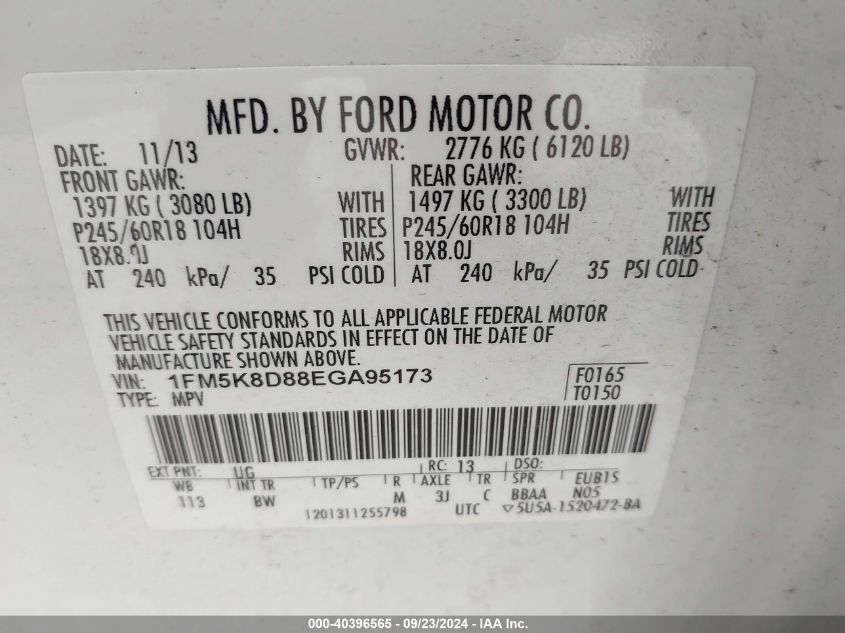 MFD. BY FORD MOTOR CO.
DATE: 11/13 GVWR: 2776 KG ( 6120 LB)
FRONT GAWR: REAR GAWR:
1397 KG ( 3080 LB) WITH 1497 KG ( 3300 LB) WITH
P245/60R18 104H TIRES P245/60R18 104H TIRES
18X8.0J RIMS 18X8.0J RIMS
AT 240 kPa/ 35 PSI COLD AT 240 kPa/ 35 PSI COLD
THIS VEHICLE CONFORMS TO ALL APPLICABLE FEDERAL MOTOR
VEHICLE SAFETY STANDARDS IN EFFECT ON THE DATE OF
MANUFACTURE SHOWN ABOVE.
VIN: 1FM5K8D88EGA95173 F0165
TYPE: MPV T0150
EXT PNT: UG RC: 13 DSO:
WB INT TR TP/PS R AXLE TR SPR EUB1S
113 BW M 3J C BBAA N05
1201311255798 UTC ▽5U5A-1520472-BA
000-40396565 - 09/23/2024 - IAAI Inc.